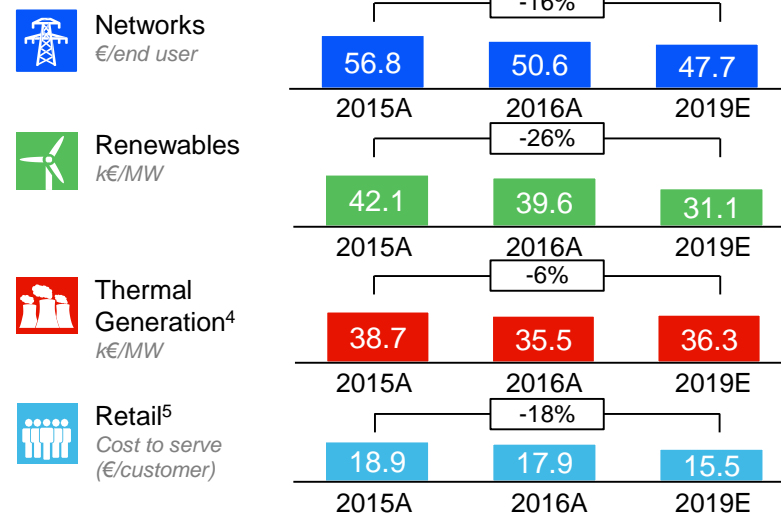 -16%
Networks
€/end user
56.8 50.6 47.7
2015A 2016A 2019E
-26%
Renewables
k€/MW
42.1 39.6 31.1
2015A 2016A 2019E
-6%
Thermal
Generation⁴
k€/MW
38.7 35.5 36.3
2015A 2016A 2019E
-18%
Retail⁵
Cost to serve
(€/customer)
18.9 17.9 15.5
2015A 2016A 2019E